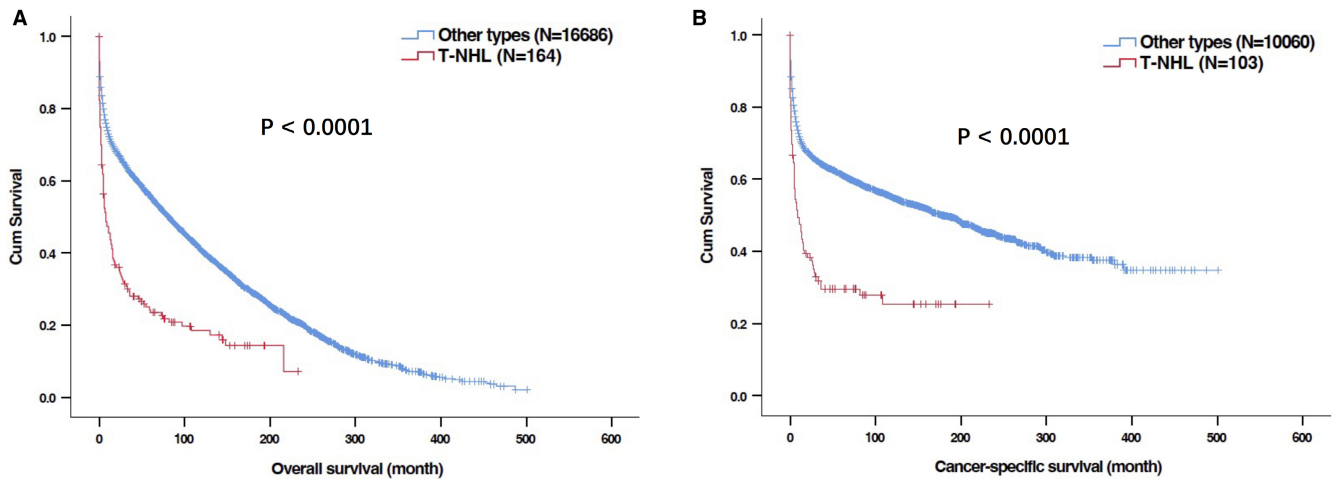 A
Other types (N=16686)
T-NHL (N=164)
P < 0.0001
Cum Survival
1.0
0.8
0.6
0.4
0.2
0.0
0 100 200 300 400 500 600
Overall survival (month)
B
Other types (N=10060)
T-NHL (N=103)
P < 0.0001
Cum Survival
1.0
0.8
0.6
0.4
0.2
0.0
0 100 200 300 400 500 600
Cancer-specific survival (month)